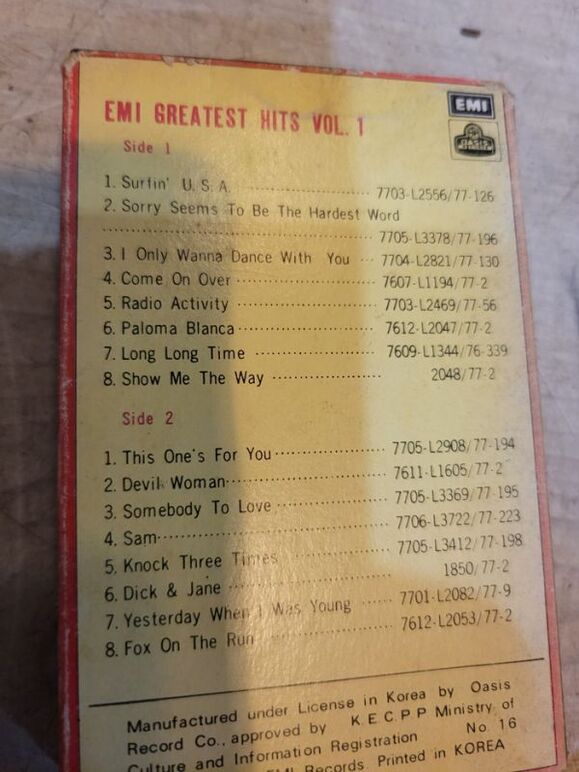 EMI GREATEST HITS VOL. 1
EMI
OASIS
Side 1
1. Surfin' U. S. A. 7703-L2556/77-126
2. Sorry Seems To Be The Hardest Word
7705-L3378/77-196
3. I Only Wanna Dance With You 7704-L2821/77-130
4. Come On Over 7607-L1194/77-2
5. Radio Activity 7703-L2469/77-56
6. Paloma Blanca 7612-L2047/77-2
7. Long Long Time 7609-L1344/76-339
8. Show Me The Way 2048/77-2
Side 2
1. This One's For You 7705-L2908/77-194
2. Devil Woman 7611-L1605/77-2
3. Somebody To Love 7705-L3369/77-195
4. Sam 7706-L3722/77-223
5. Knock Three Times 7705-L3412/77-198
6. Dick & Jane 1850/77-2
7. Yesterday When I Was Young 7701-L2082/77-9
8. Fox On The Run 7612-L2053/77-2
Manufactured under License in Korea by Oasis
Record Co., approved by K. E. C. P. P Ministry of
Culture and Information Registration No. 16
EMI Records. Printed in KOREA